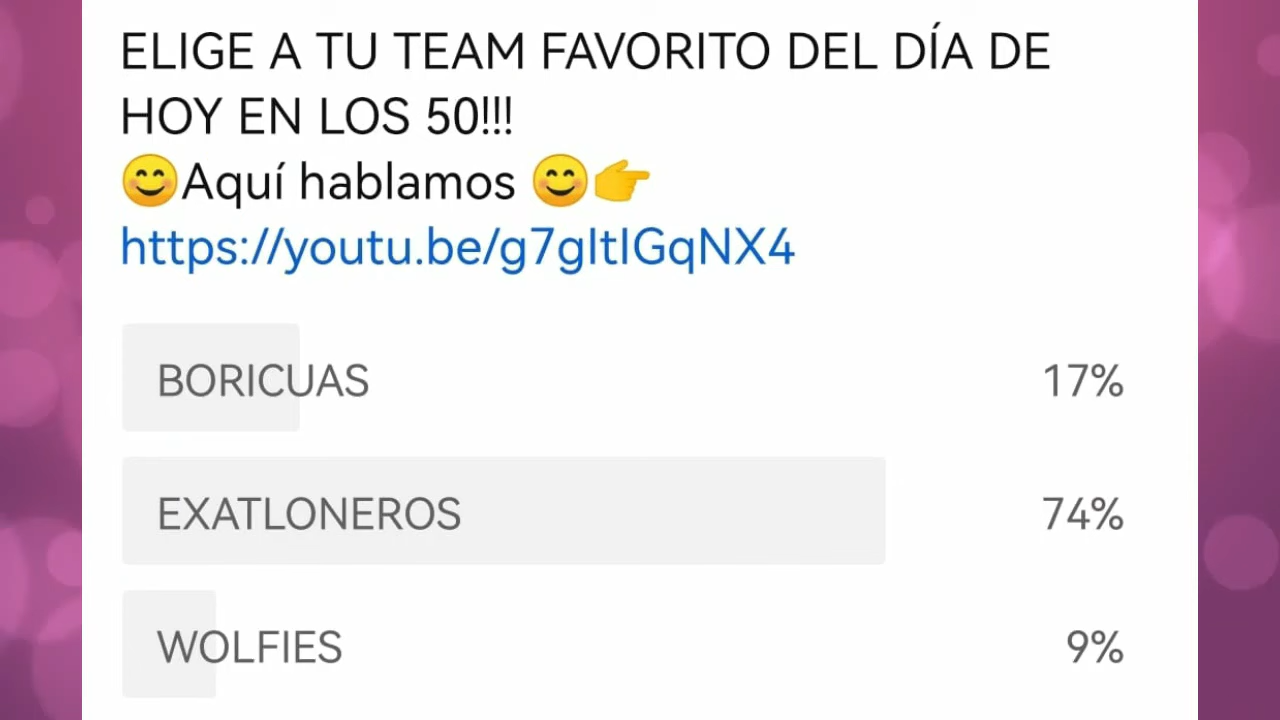 ELIGE A TU TEAM FAVORITO DEL DÍA DE
HOY EN LOS 50!!!
😊Aquí hablamos 😊👉
https://youtu.be/g7gItIGqNX4
BORICUAS 17%
EXATLONEROS 74%
WOLFIES 9%